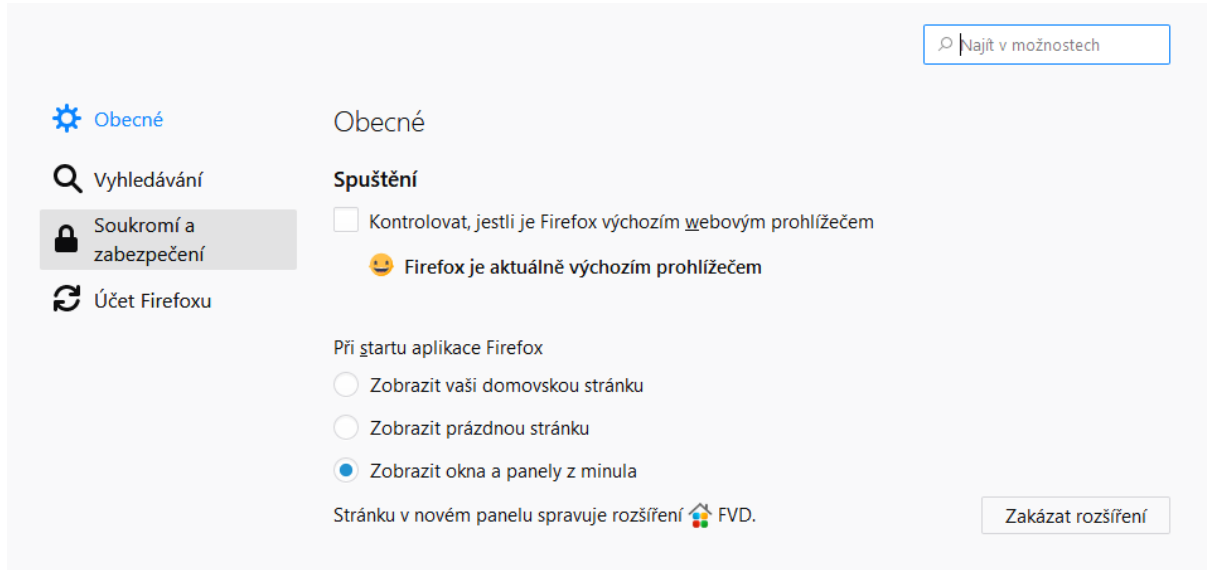 Najít v možnostech
Obecné
Vyhledávání
Soukromí a
zabezpečení
Účet Firefoxu
Obecné
Spuštění
Kontrolovat, jestli je Firefox výchozím webovým prohlížečem
Firefox je aktuálně výchozím prohlížečem
Při startu aplikace Firefox
Zobrazit vaši domovskou stránku
Zobrazit prázdnou stránku
Zobrazit okna a panely z minula
Stránku v novém panelu spravuje rozšíření FVD.
Zakázat rozšíření